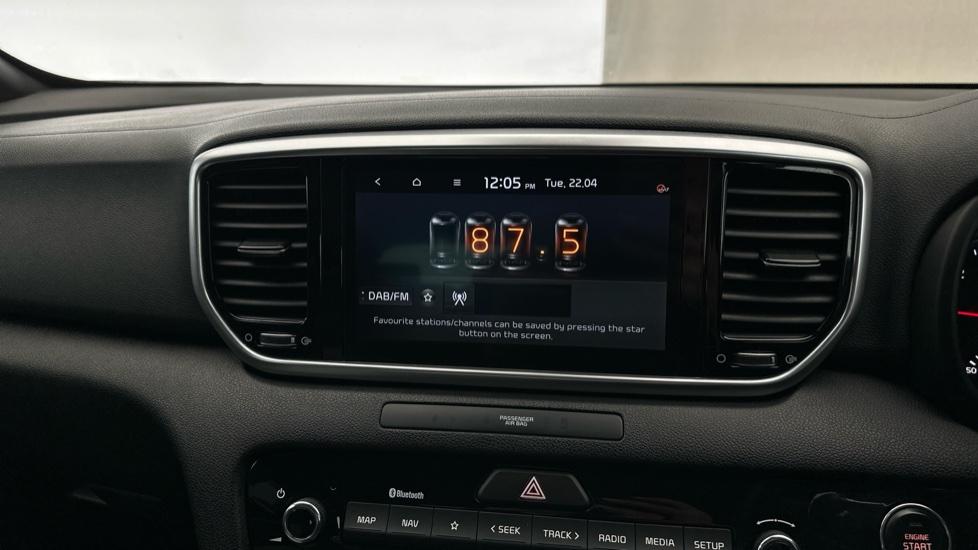 12:05 PM Tue, 22.04
87.5
DAB/FM
Favourite stations/channels can be saved by pressing the star
button on the screen.
PASSENGER
AIR BAG
Bluetooth
MAP NAV < SEEK TRACK > RADIO MEDIA SETUP
ENGINE
START
50